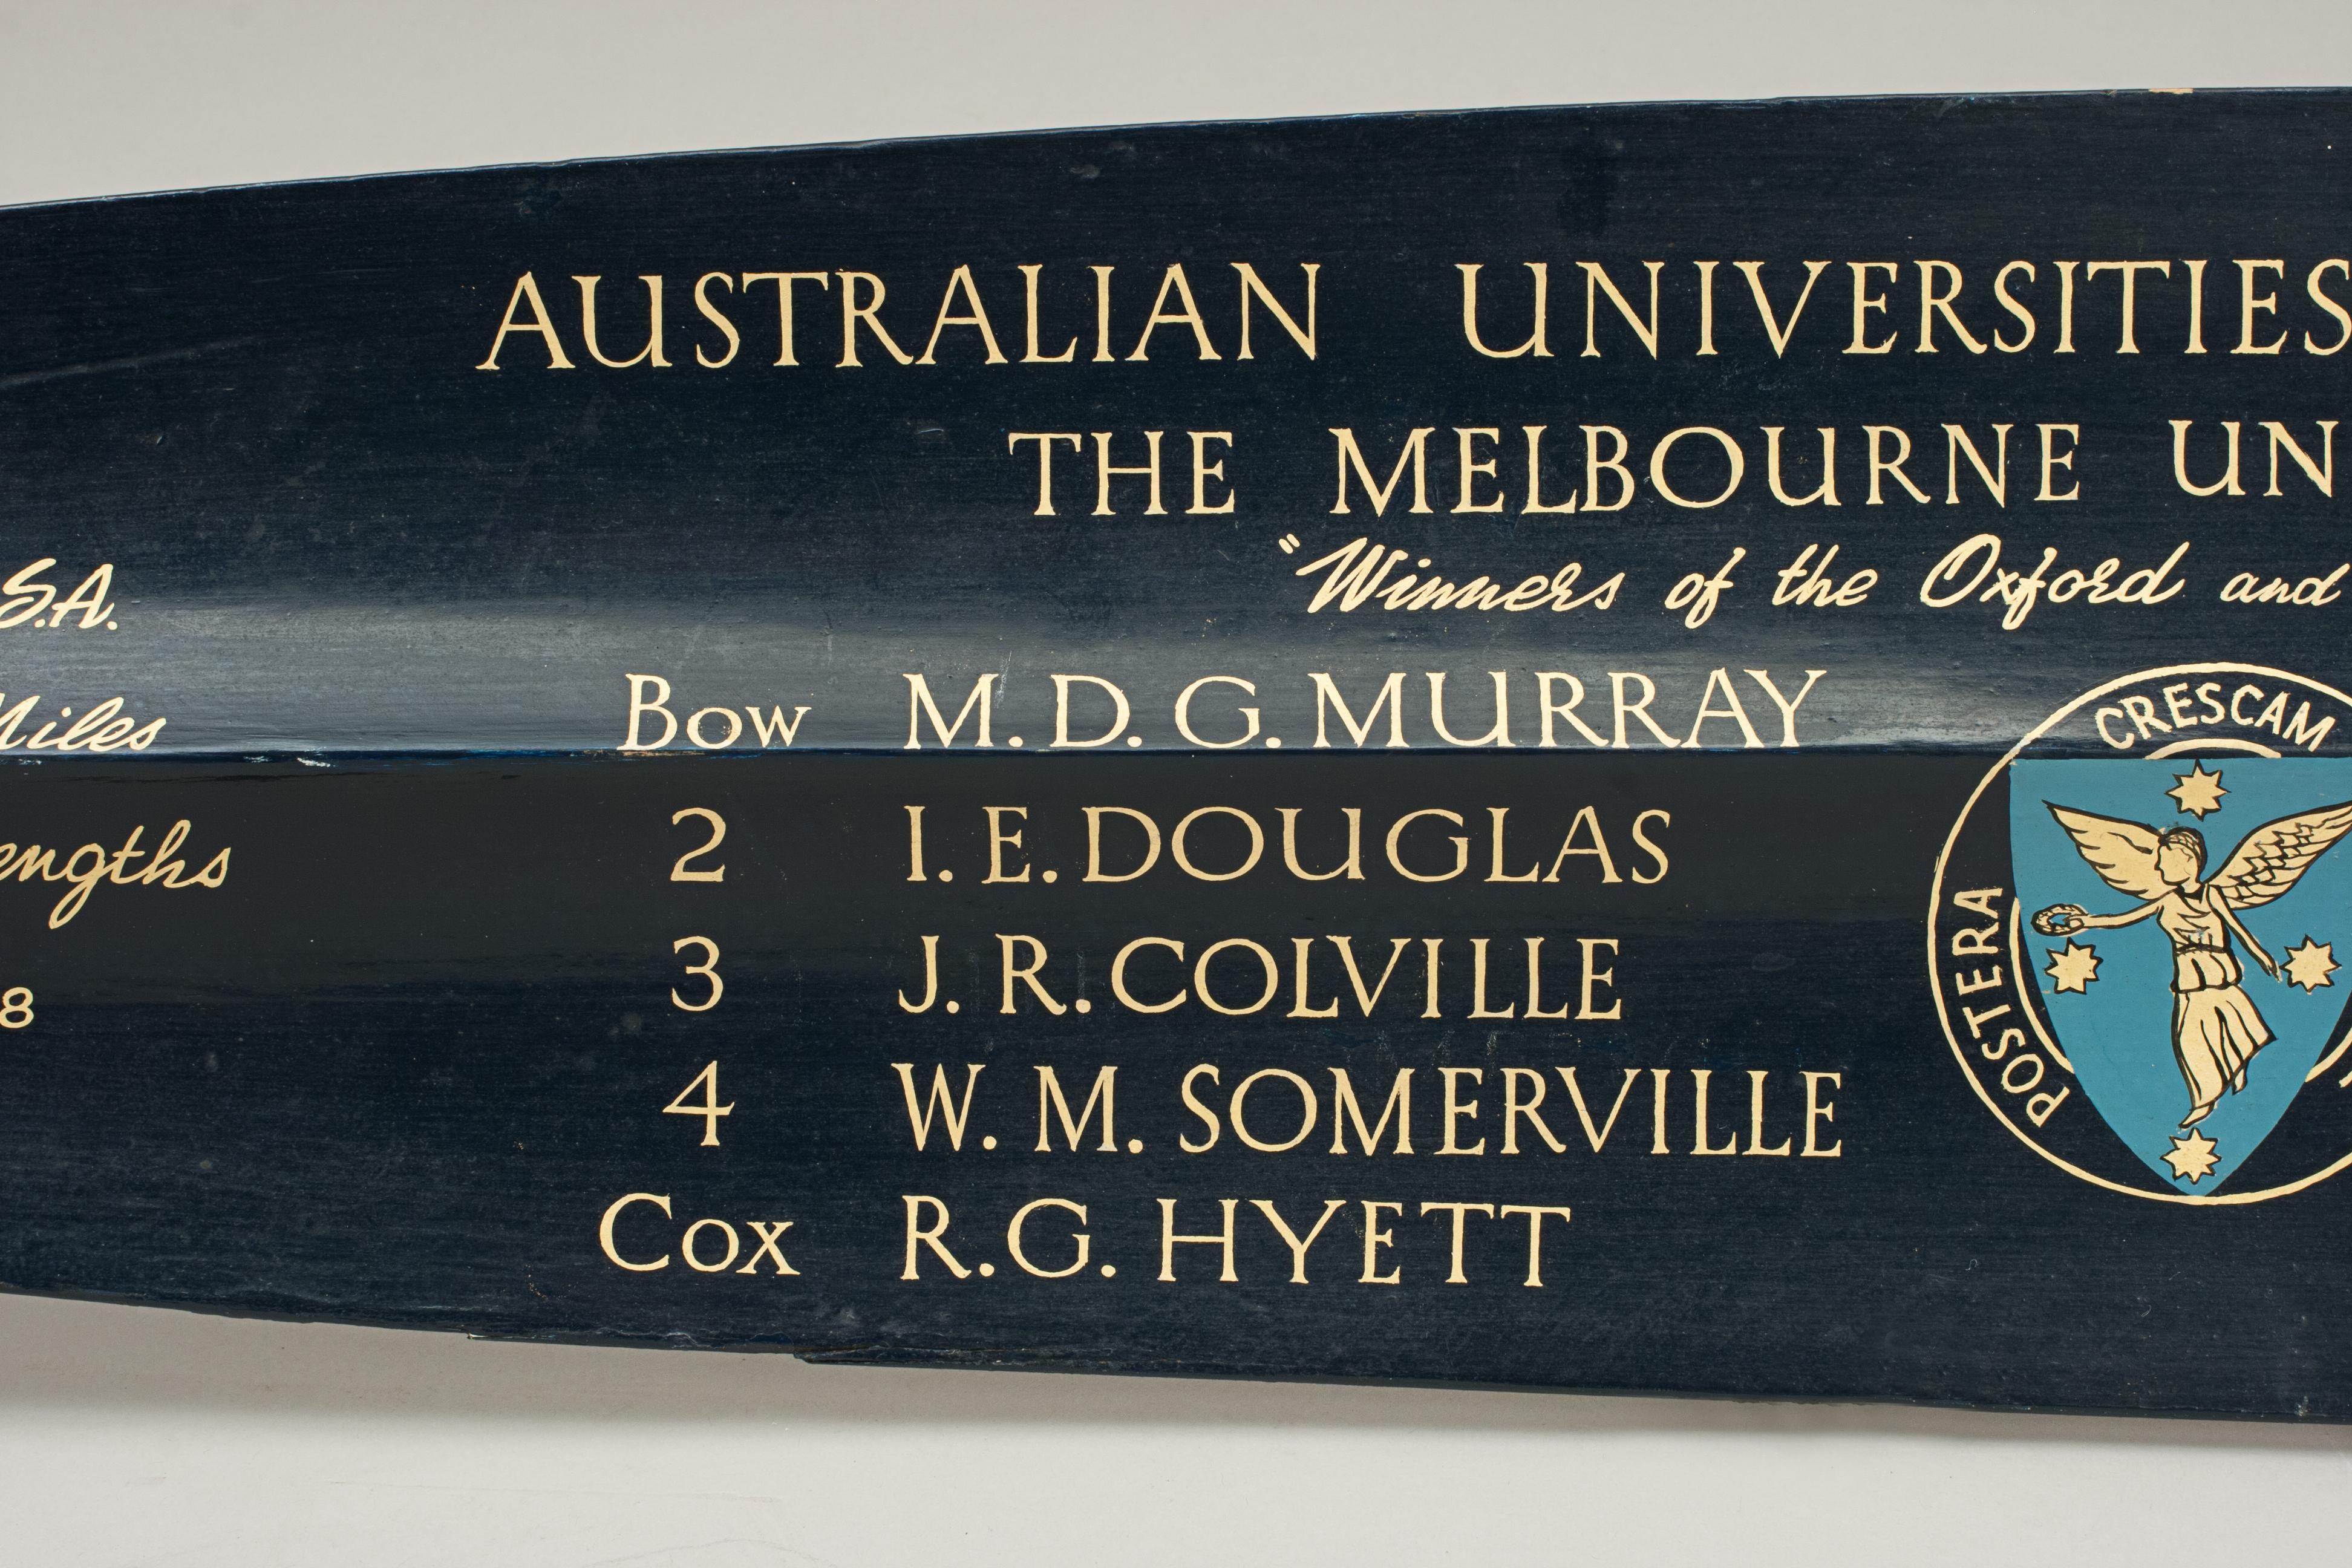 AUSTRALIAN UNIVERSITIES
THE MELBOURNE UN
"Winners of the Oxford and
S.A.
Miles
engths
8
Bow M. D. G. MURRAY
2 I. E. DOUGLAS
3 J. R. COLVILLE
4 W. M. SOMERVILLE
Cox R. G. HYETT
POSTERA CRESCAM